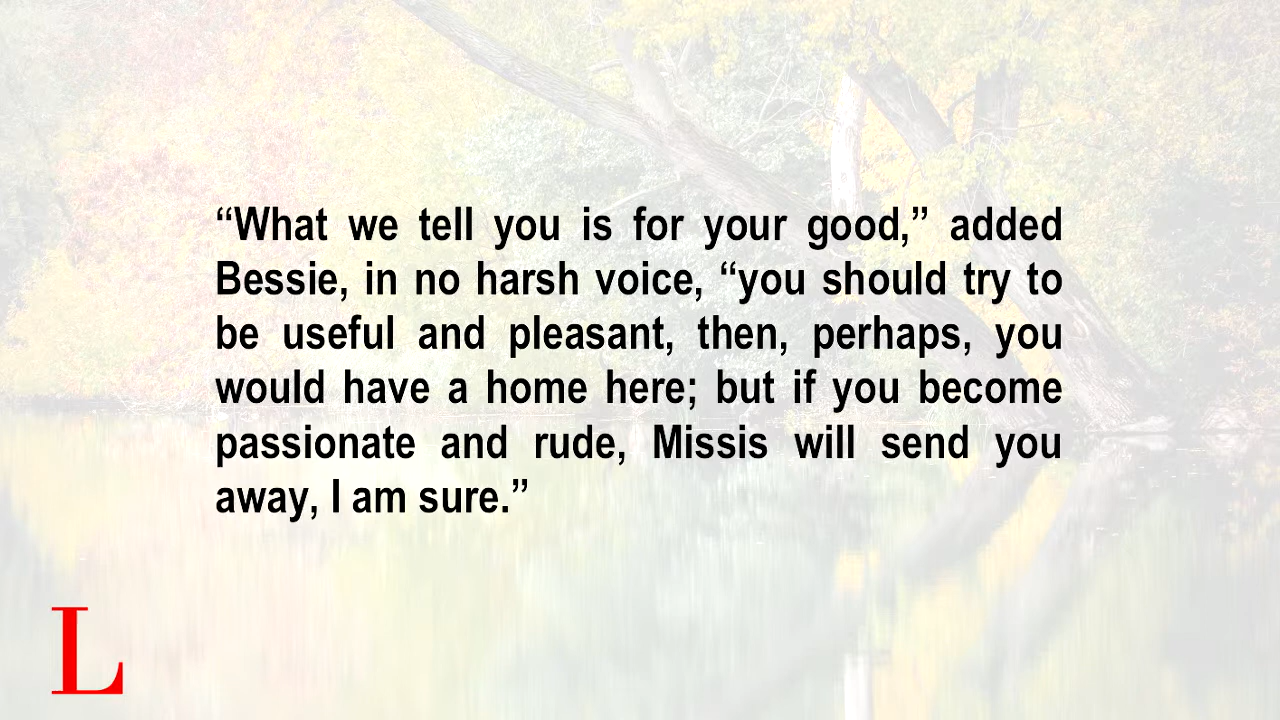 “What we tell you is for your good,” added
Bessie, in no harsh voice, “you should try to
be useful and pleasant, then, perhaps, you
would have a home here; but if you become
passionate and rude, Missis will send you
away, I am sure.”
L